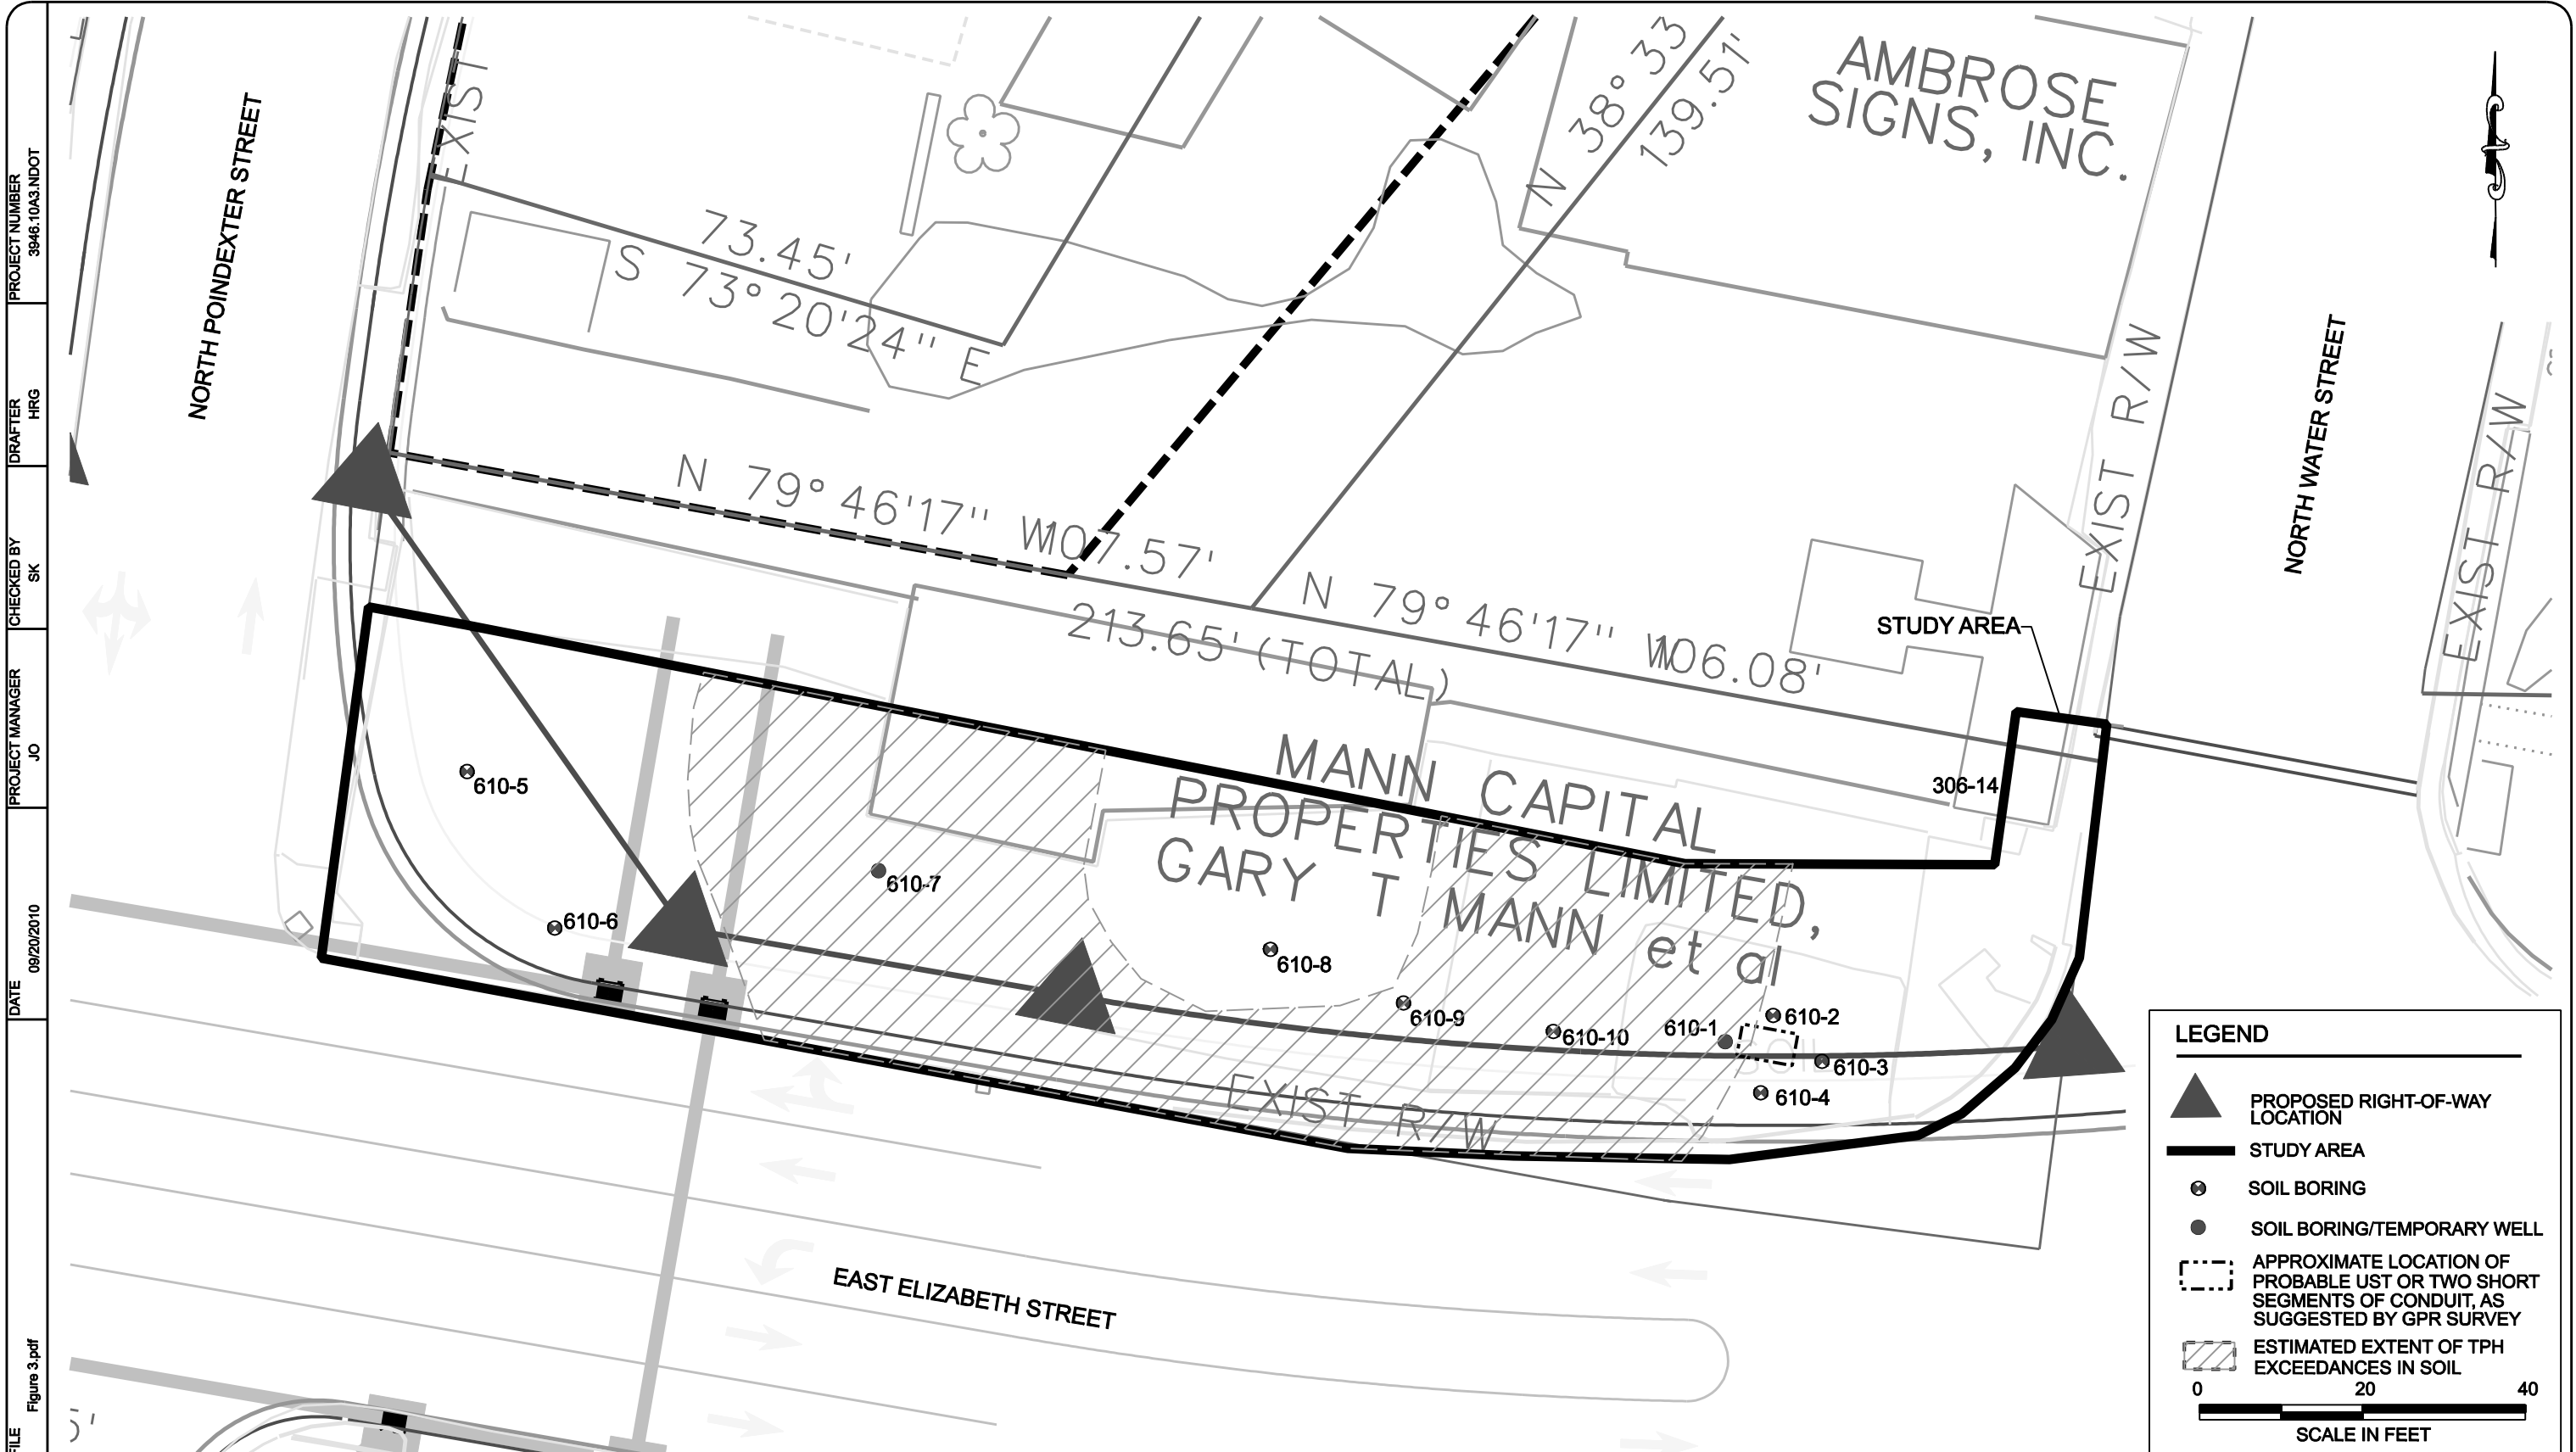 PROJECT NUMBER
3946.10A3.NDOT
DRAFTER
HRG
CHECKED BY
SK
PROJECT MANAGER
JO
DATE
09/20/2010
FILE
Figure 3.pdf
NORTH POINDEXTER STREET
EXIST
73.45'
S 73°20'24" E
N 38°33
139.51'
AMBROSE
SIGNS, INC.
NORTH WATER STREET
EXIST R/W
EXIST R/W
N 79°46'17" W
107.57'
213.65' (TOTAL)
N 79°46'17" W
106.08'
STUDY AREA
306-14
MANN CAPITAL
PROPERTIES LIMITED,
GARY T MANN et al
610-5
610-6
610-7
610-8
610-9
610-10
610-1
610-2
610-3
610-4
SOIL
EXIST R/W
EAST ELIZABETH STREET
5'
LEGEND
PROPOSED RIGHT-OF-WAY
LOCATION
STUDY AREA
SOIL BORING
SOIL BORING/TEMPORARY WELL
APPROXIMATE LOCATION OF
PROBABLE UST OR TWO SHORT
SEGMENTS OF CONDUIT, AS
SUGGESTED BY GPR SURVEY
ESTIMATED EXTENT OF TPH
EXCEEDANCES IN SOIL
0 20 40
SCALE IN FEET